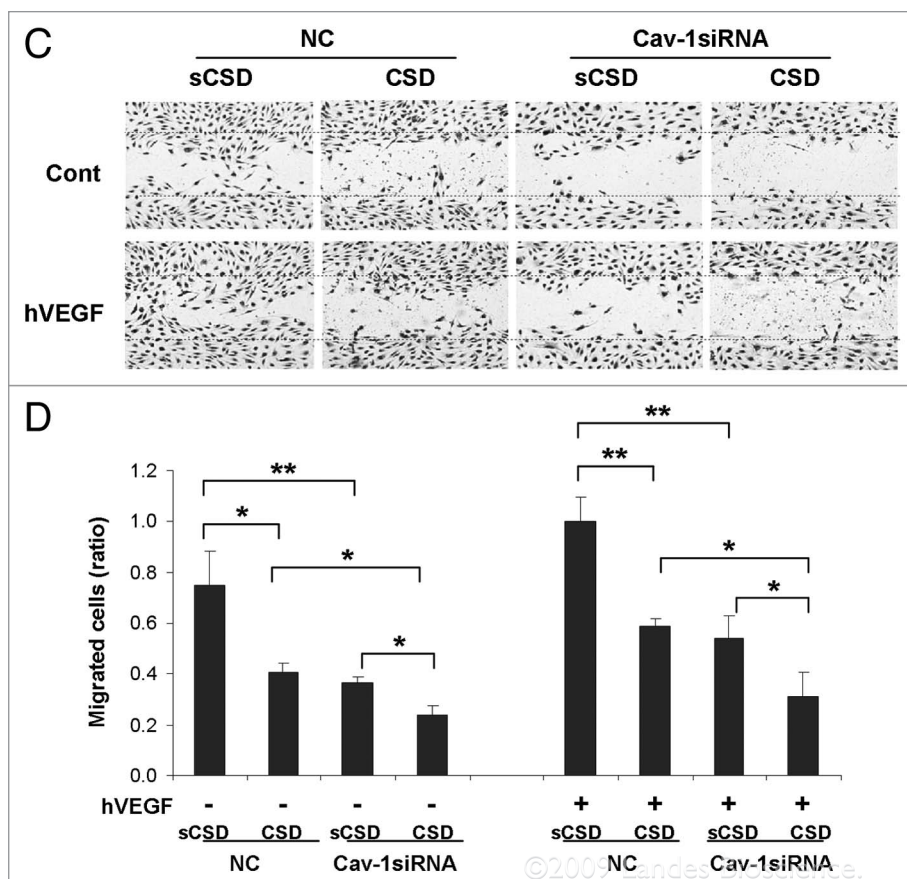 C
NC Cav-1siRNA
sCSD CSD sCSD CSD
Cont
hVEGF
D
** **
* ** * *
* *
Migrated cells (ratio)
1.2
1.0
0.8
0.6
0.4
0.2
0.0
hVEGF - - - - + + + +
sCSD CSD sCSD CSD sCSD CSD sCSD CSD
NC Cav-1siRNA NC Cav-1siRNA
©2009 Landes Bioscience.